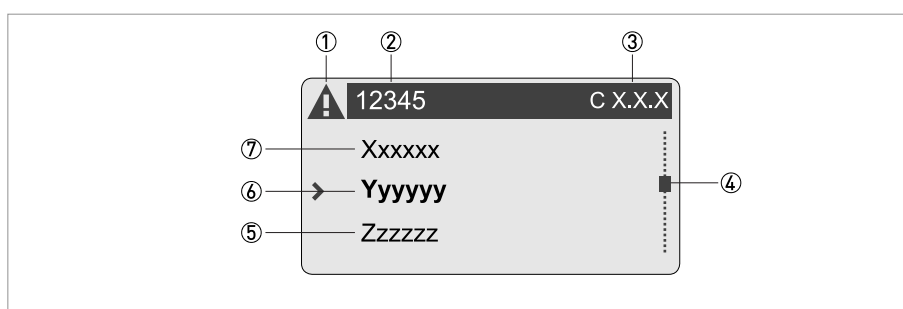 ① ② ③
12345 C X.X.X
⑦ Xxxxxx
⑥ Yyyyyy ④
⑤ Zzzzzz